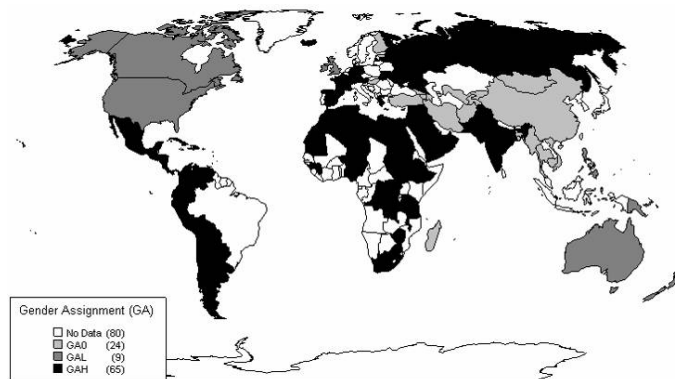 Gender Assignment (GA)
No Data (80)
GA0 (24)
GAL (9)
GAH (65)